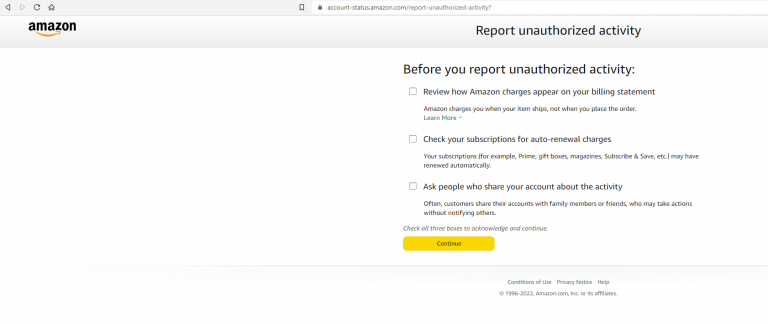 account-status.amazon.com/report-unauthorized-activity?
amazon
Report unauthorized activity
Before you report unauthorized activity:
Review how Amazon charges appear on your billing statement
Amazon charges you when your item ships, not when you place the order.
Learn More
Check your subscriptions for auto-renewal charges
Your subscriptions (for example, Prime, gift boxes, magazines, Subscribe & Save, etc.) may have
renewed automatically.
Ask people who share your account about the activity
Often, customers share their accounts with family members or friends, who may take actions
without notifying others.
Check all three boxes to acknowledge and continue.
Continue
Conditions of Use Privacy Notice Help
© 1996-2022, Amazon.com, Inc. or its affiliates.